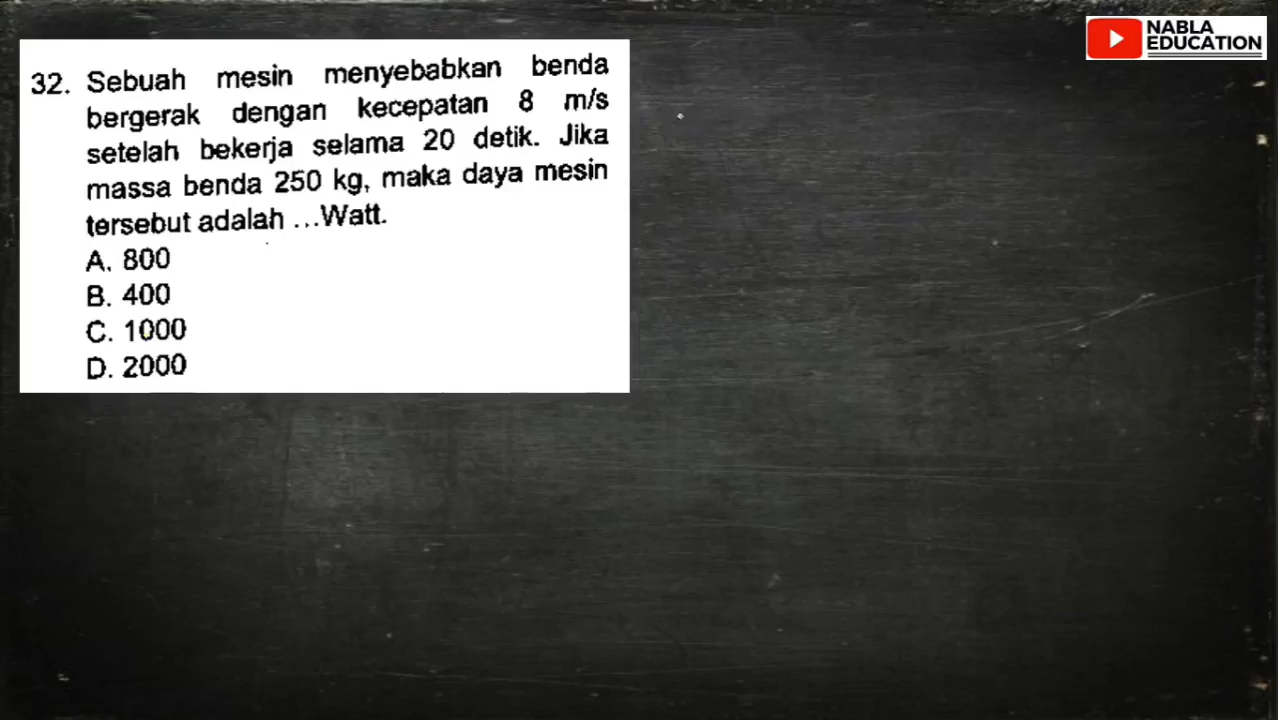 NABLA
EDUCATION
32. Sebuah mesin menyebabkan benda
bergerak dengan kecepatan 8 m/s
setelah bekerja selama 20 detik. Jika
massa benda 250 kg, maka daya mesin
tersebut adalah ...Watt.
A. 800
B. 400
C. 1000
D. 2000